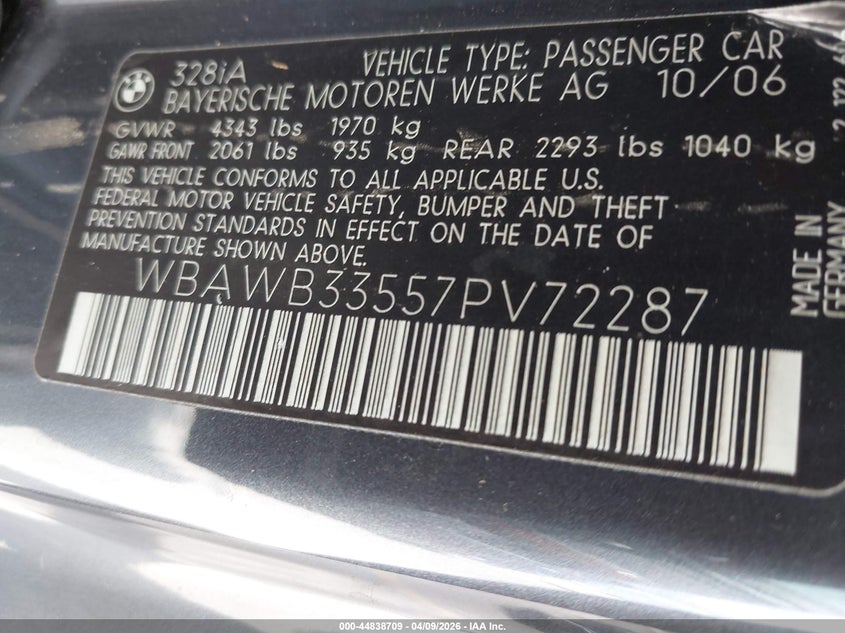 328iA VEHICLE TYPE: PASSENGER CAR
BAYERISCHE MOTOREN WERKE AG 10/06
GVWR 4343 lbs 1970 kg
GAWR FRONT 2061 lbs 935 kg REAR 2293 lbs 1040 kg
THIS VEHICLE CONFORMS TO ALL APPLICABLE U.S.
FEDERAL MOTOR VEHICLE SAFETY, BUMPER AND THEFT
PREVENTION STANDARDS IN EFFECT ON THE DATE OF
MANUFACTURE SHOWN ABOVE.
WBAWB33557PV72287
MADE IN
GERMANY
000-44838709 - 04/09/2026 - IAA Inc.